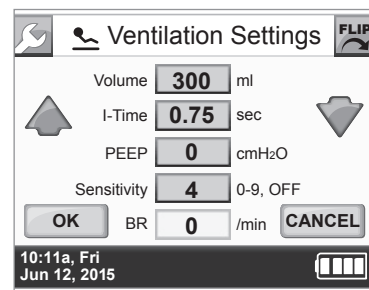 Ventilation Settings FLIP
Volume 300 ml
I-Time 0.75 sec
PEEP 0 cmH2O
Sensitivity 4 0-9, OFF
OK BR 0 /min CANCEL
10:11a, Fri
Jun 12, 2015